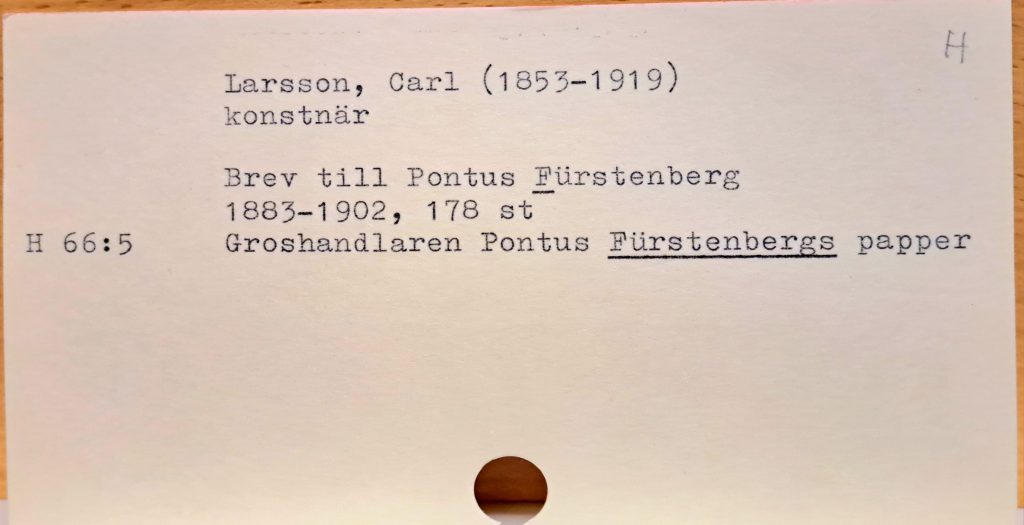 H
Larsson, Carl (1853-1919)
konstnär
Brev till Pontus Fürstenberg
1883-1902, 178 st
H 66:5 Groshandlaren Pontus Fürstenbergs papper